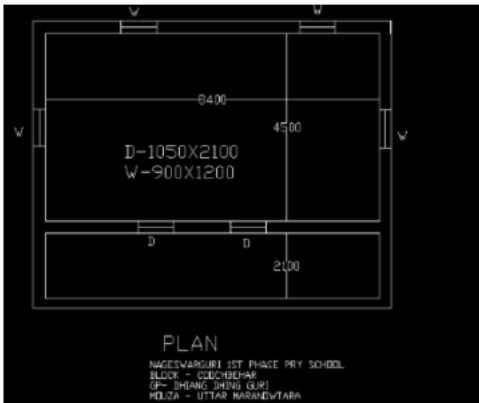 W W
8400
W 4500 W
D-1050X2100
W-900X1200
D D
2100
PLAN
NAGESWARGURI 1ST PHASE PRY SCHOOL
BLOCK - COOCHBEHAR
GP- DHIANG DHING GURI
MOUZA - UTTAR MARANOWTARA